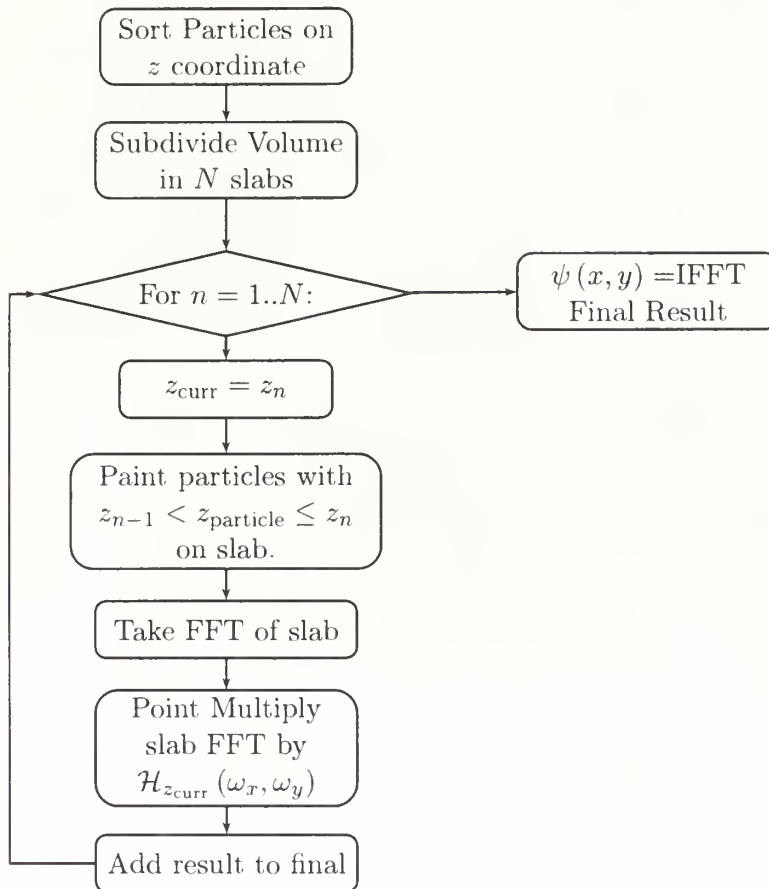 Sort Particles on
z coordinate
Subdivide Volume
in N slabs
For n = 1..N:
ψ (x, y) =IFFT
Final Result
z_curr = z_n
Paint particles with
z_{n−1} < z_particle ≤ z_n
on slab.
Take FFT of slab
Point Multiply
slab FFT by
ℋ_{z_curr} (ω_x, ω_y)
Add result to final